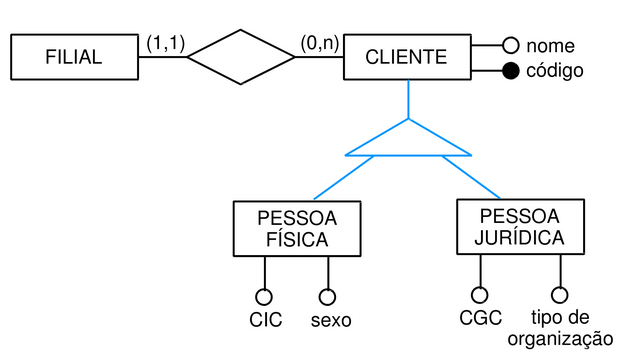 FILIAL
(1,1)
(0,n)
CLIENTE
nome
código
PESSOA
FÍSICA
PESSOA
JURÍDICA
CIC
sexo
CGC
tipo de
organização